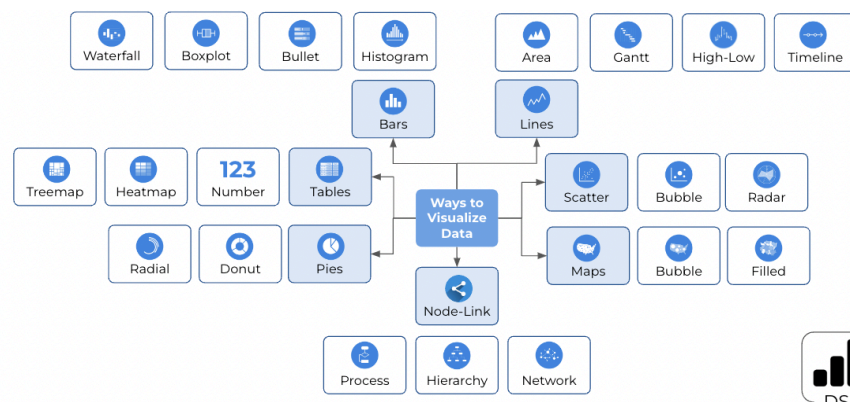 Waterfall
Boxplot
Bullet
Histogram
Area
Gantt
High-Low
Timeline
Bars
Lines
Treemap
Heatmap
123
Number
Tables
Ways to
Visualize
Data
Scatter
Bubble
Radar
Radial
Donut
Pies
Maps
Bubble
Filled
Node-Link
Process
Hierarchy
Network